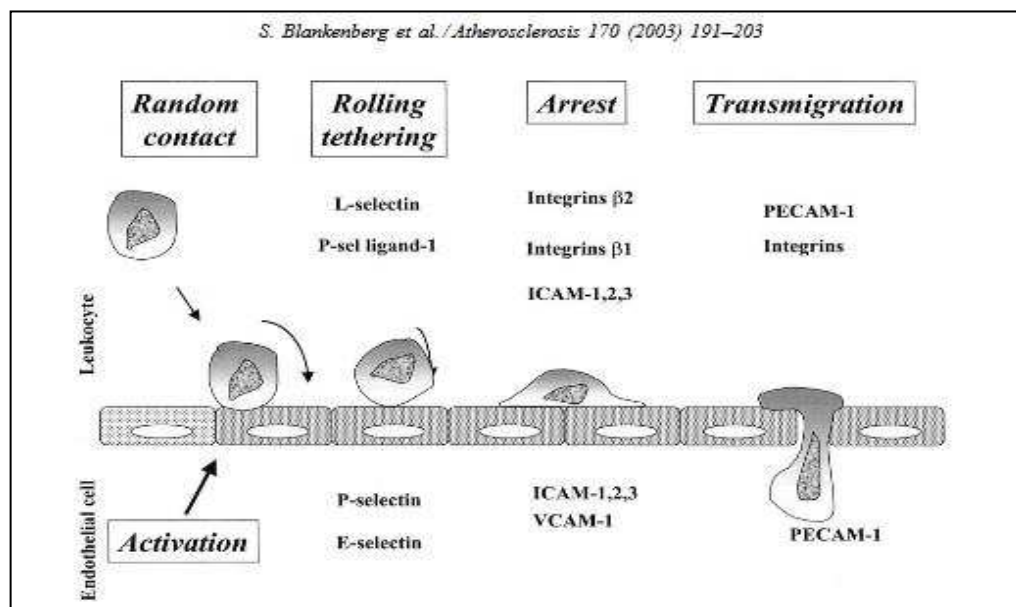 S. Blankenberg et al. / Atherosclerosis 170 (2003) 191–203
Random
contact
Rolling
tethering
Arrest
Transmigration
L-selectin
P-sel ligand-1
Integrins β2
Integrins β1
ICAM-1,2,3
PECAM-1
Integrins
Leukocyte
Endothelial cell
Activation
P-selectin
E-selectin
ICAM-1,2,3
VCAM-1
PECAM-1